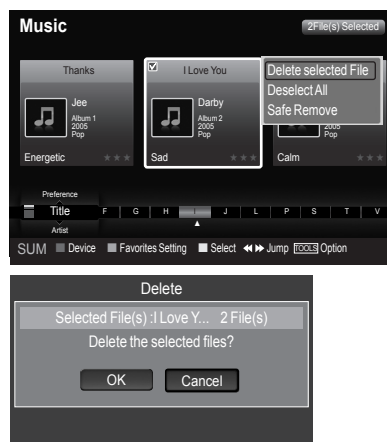 Music
2File(s) Selected
Thanks
I Love You
Delete selected File
Deselect All
Safe Remove
Jee
Album 1
2005
Pop
Darby
Album 2
2005
Pop
2005
Pop
Energetic
Sad
Calm
Preference
Title F G H I J L P S T V
Artist
SUM Device Favorites Setting Select Jump TOOLS Option
Delete
Selected File(s) :I Love Y... 2 File(s)
Delete the selected files?
OK Cancel